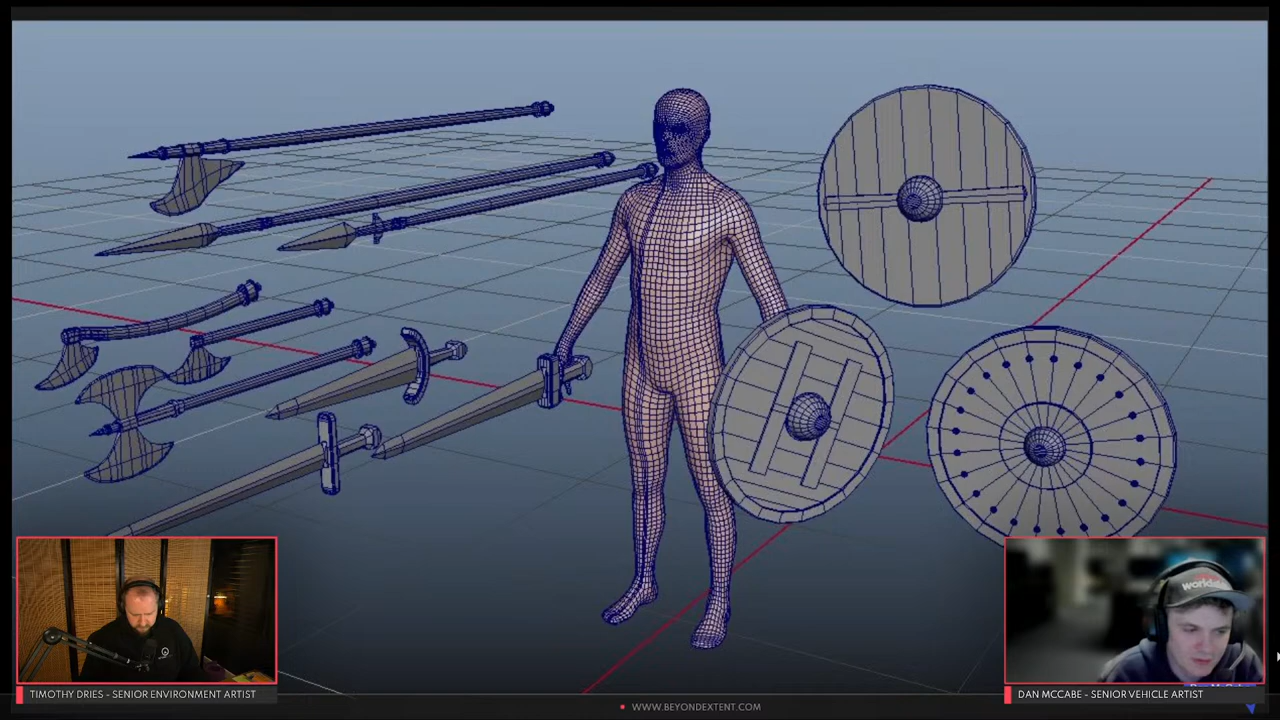 TIMOTHY DRIES - SENIOR ENVIRONMENT ARTIST
DAN MCCABE - SENIOR VEHICLE ARTIST
WWW.BEYONDEXTENT.COM